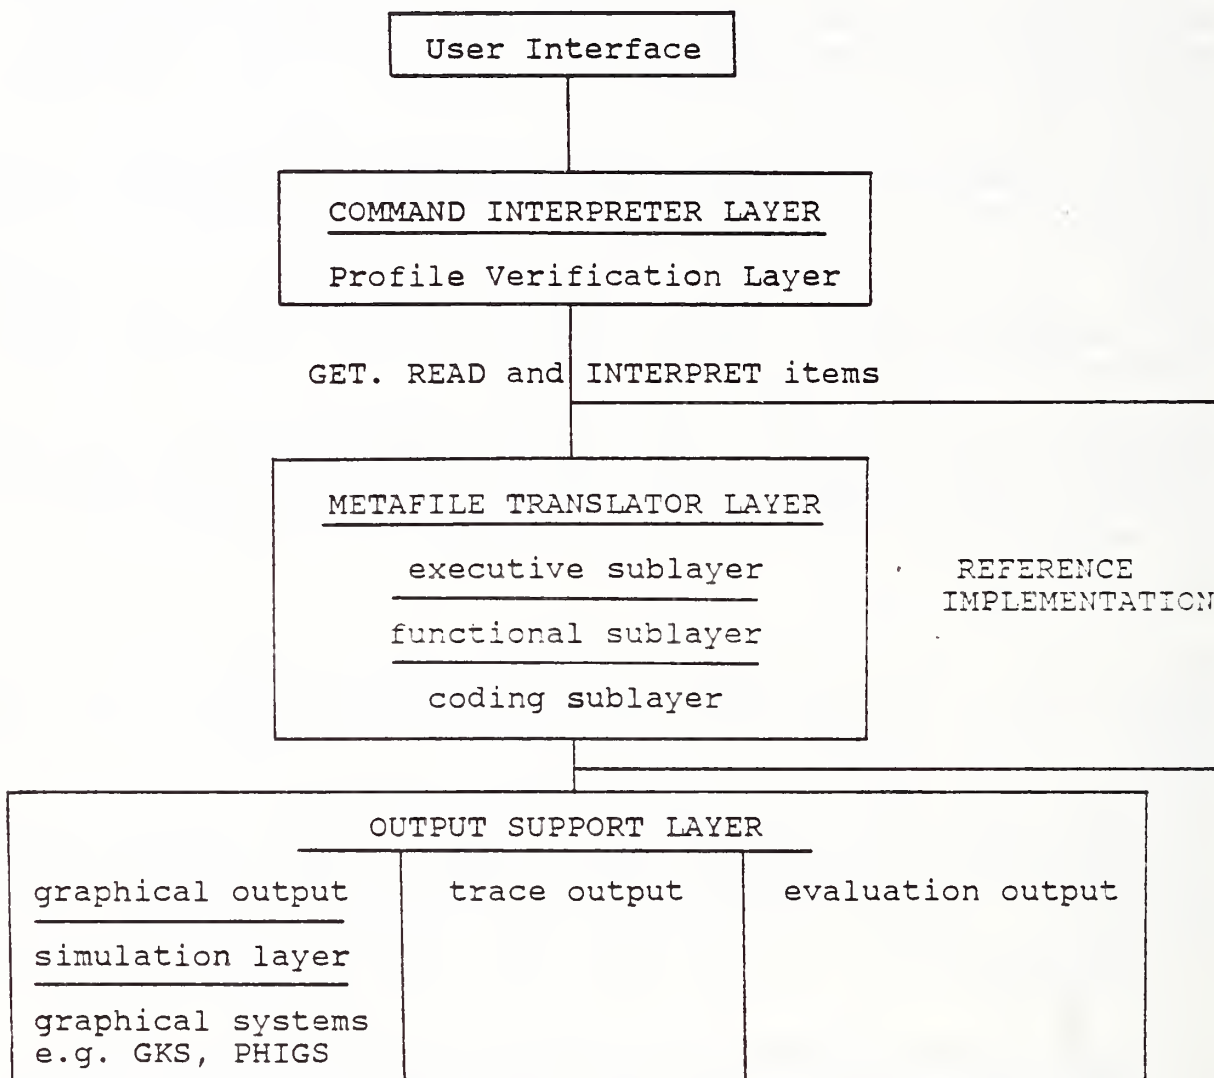 User Interface
COMMAND INTERPRETER LAYER
Profile Verification Layer
GET. READ and INTERPRET items
METAFILE TRANSLATOR LAYER
executive sublayer
functional sublayer
coding sublayer
REFERENCE
IMPLEMENTATION
OUTPUT SUPPORT LAYER
graphical output
simulation layer
graphical systems
e.g. GKS, PHIGS
trace output
evaluation output